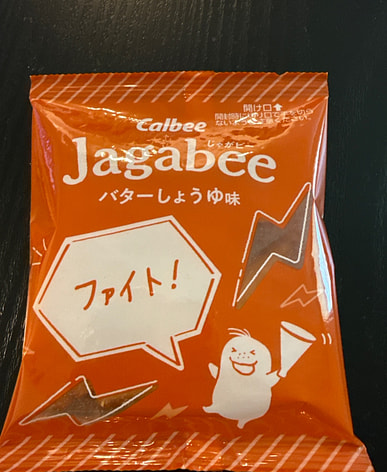 開け口⬆
Calbee
じゃがビー
Jagabee
バターしょうゆ味
ファイト!